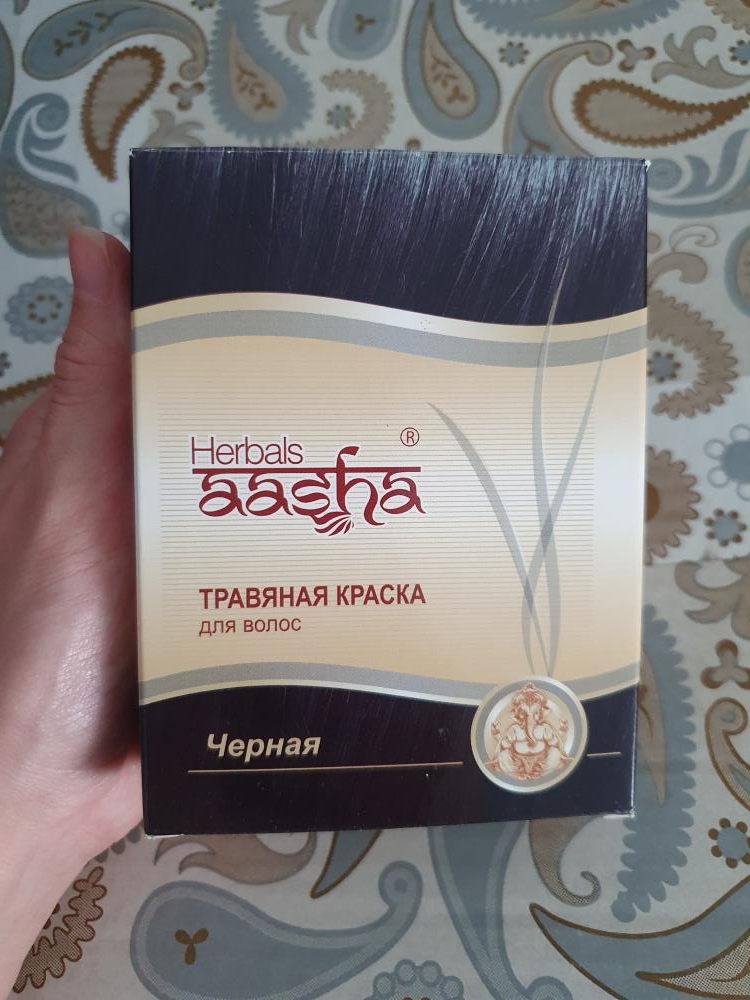 Herbals
aasha ®
ТРАВЯНАЯ КРАСКА
для волос
Черная